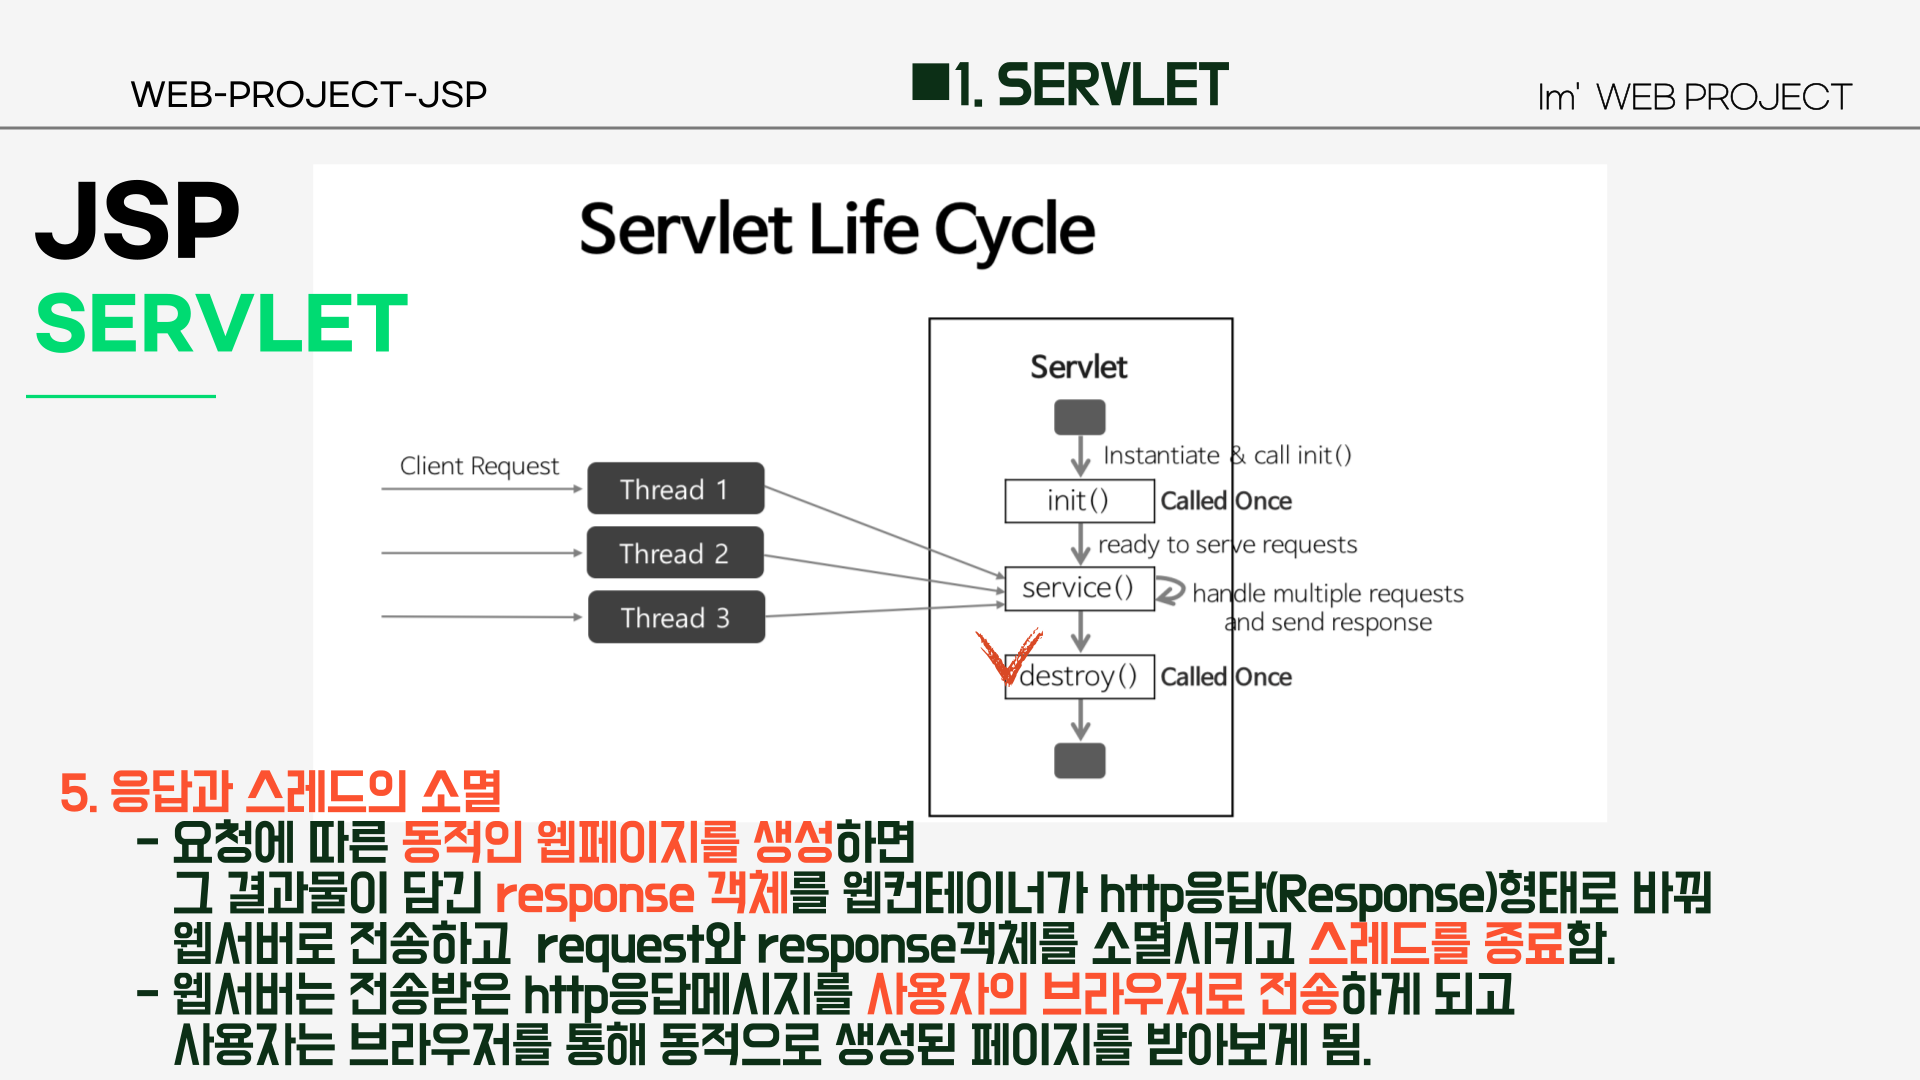 WEB-PROJECT-JSP
■1. SERVLET
Im' WEB PROJECT
JSP
SERVLET
Servlet Life Cycle
Servlet
Instantiate & call init()
Client Request
Thread 1
init()
Called Once
ready to serve requests
Thread 2
service()
handle multiple requests
and send response
Thread 3
destroy()
Called Once
5. 응답과 스레드의 소멸
- 요청에 따른 동적인 웹페이지를 생성하면
그 결과물이 담긴 response 객체를 웹컨테이너가 http응답(Response)형태로 바꿔
웹서버로 전송하고 request와 response객체를 소멸시키고 스레드를 종료함.
- 웹서버는 전송받은 http응답메시지를 사용자의 브라우저로 전송하게 되고
사용자는 브라우저를 통해 동적으로 생성된 페이지를 받아보게 됨.